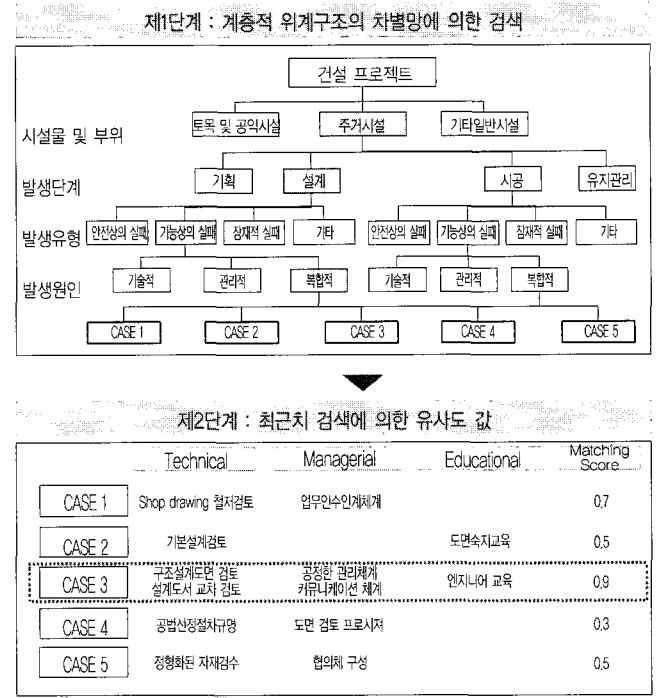 제1단계 : 계층적 위계구조의 차별망에 의한 검색
건설 프로젝트
시설물 및 부위 토목 및 공익시설 주거시설 기타일반시설
발생단계 기획 설계 시공 유지관리
발생유형 안전상의 실패 기능상의 실패 잠재적 실패 기타 안전상의 실패 기능상의 실패 잠재적 실패 기타
발생원인 기술적 관리적 복합적 기술적 관리적 복합적
CASE 1 CASE 2 CASE 3 CASE 4 CASE 5
제2단계 : 최근치 검색에 의한 유사도 값
Technical Managerial Educational Matching Score
CASE 1 Shop drawing 철저검토 업무인수인계체계 0.7
CASE 2 기본설계검토 도면숙지교육 0.5
CASE 3 구조설계도면 검토 공정한 관리체계 엔지니어 교육 0.9
설계도서 교차 검토 커뮤니케이션 체계
CASE 4 공법선정절차규명 도면 검토 프로시져 0.3
CASE 5 정형화된 자재검수 협의체 구성 0.5